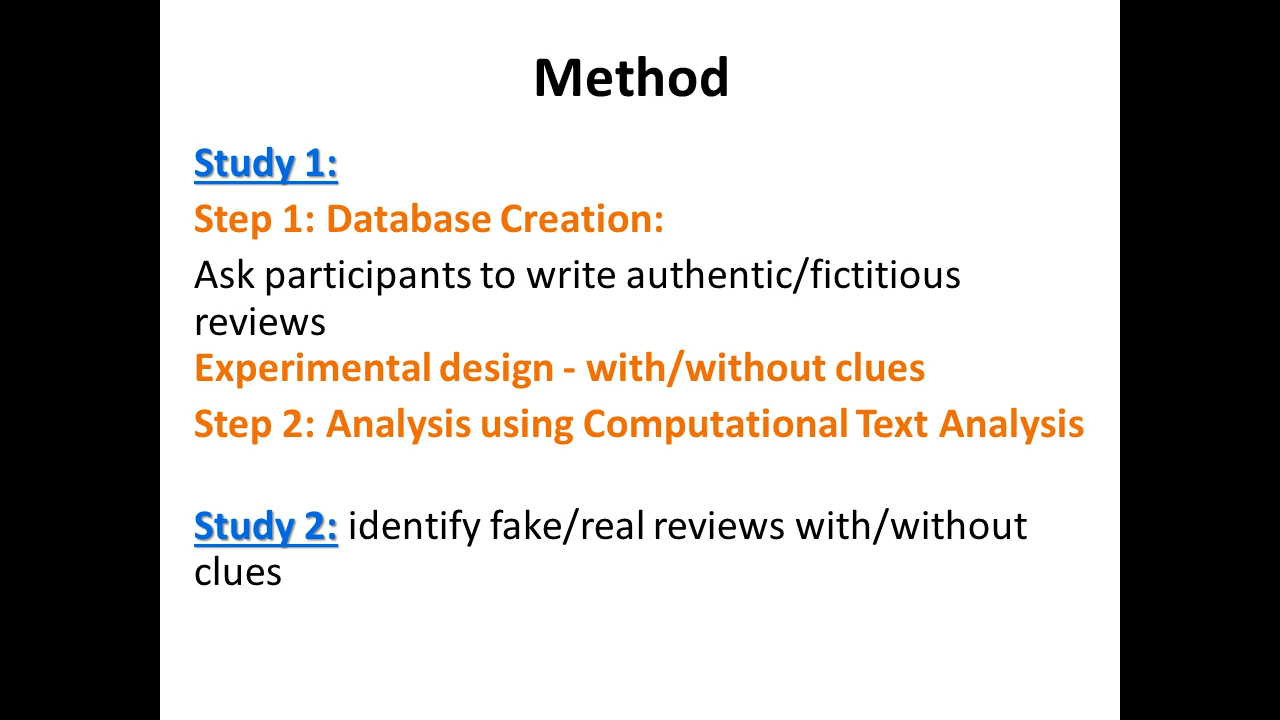 Method
Study 1:
Step 1: Database Creation:
Ask participants to write authentic/fictitious
reviews
Experimental design - with/without clues
Step 2: Analysis using Computational Text Analysis
Study 2: identify fake/real reviews with/without
clues